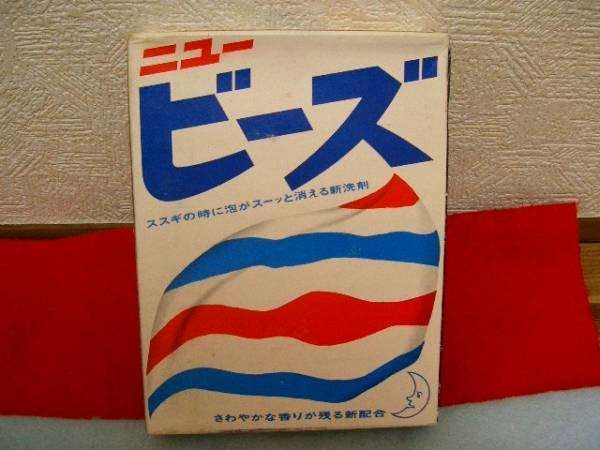 ニュー
ビーズ
ススギの時に泡がスーッと消える新洗剤
さわやかな香りが残る新配合